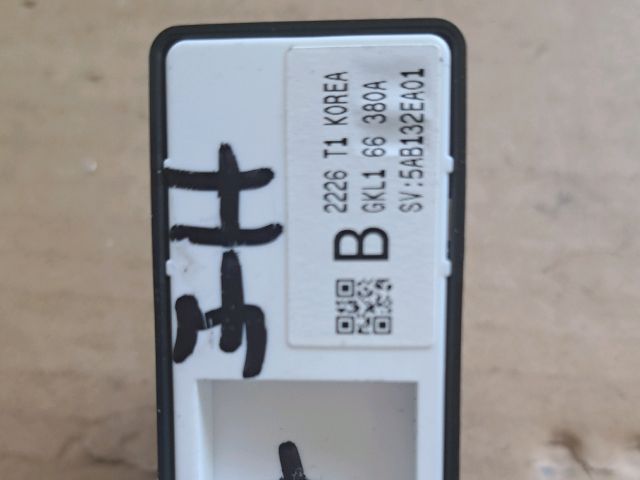 B
2226 T1 KOREA
GKL1 66 380A
SV:5AB132EA01